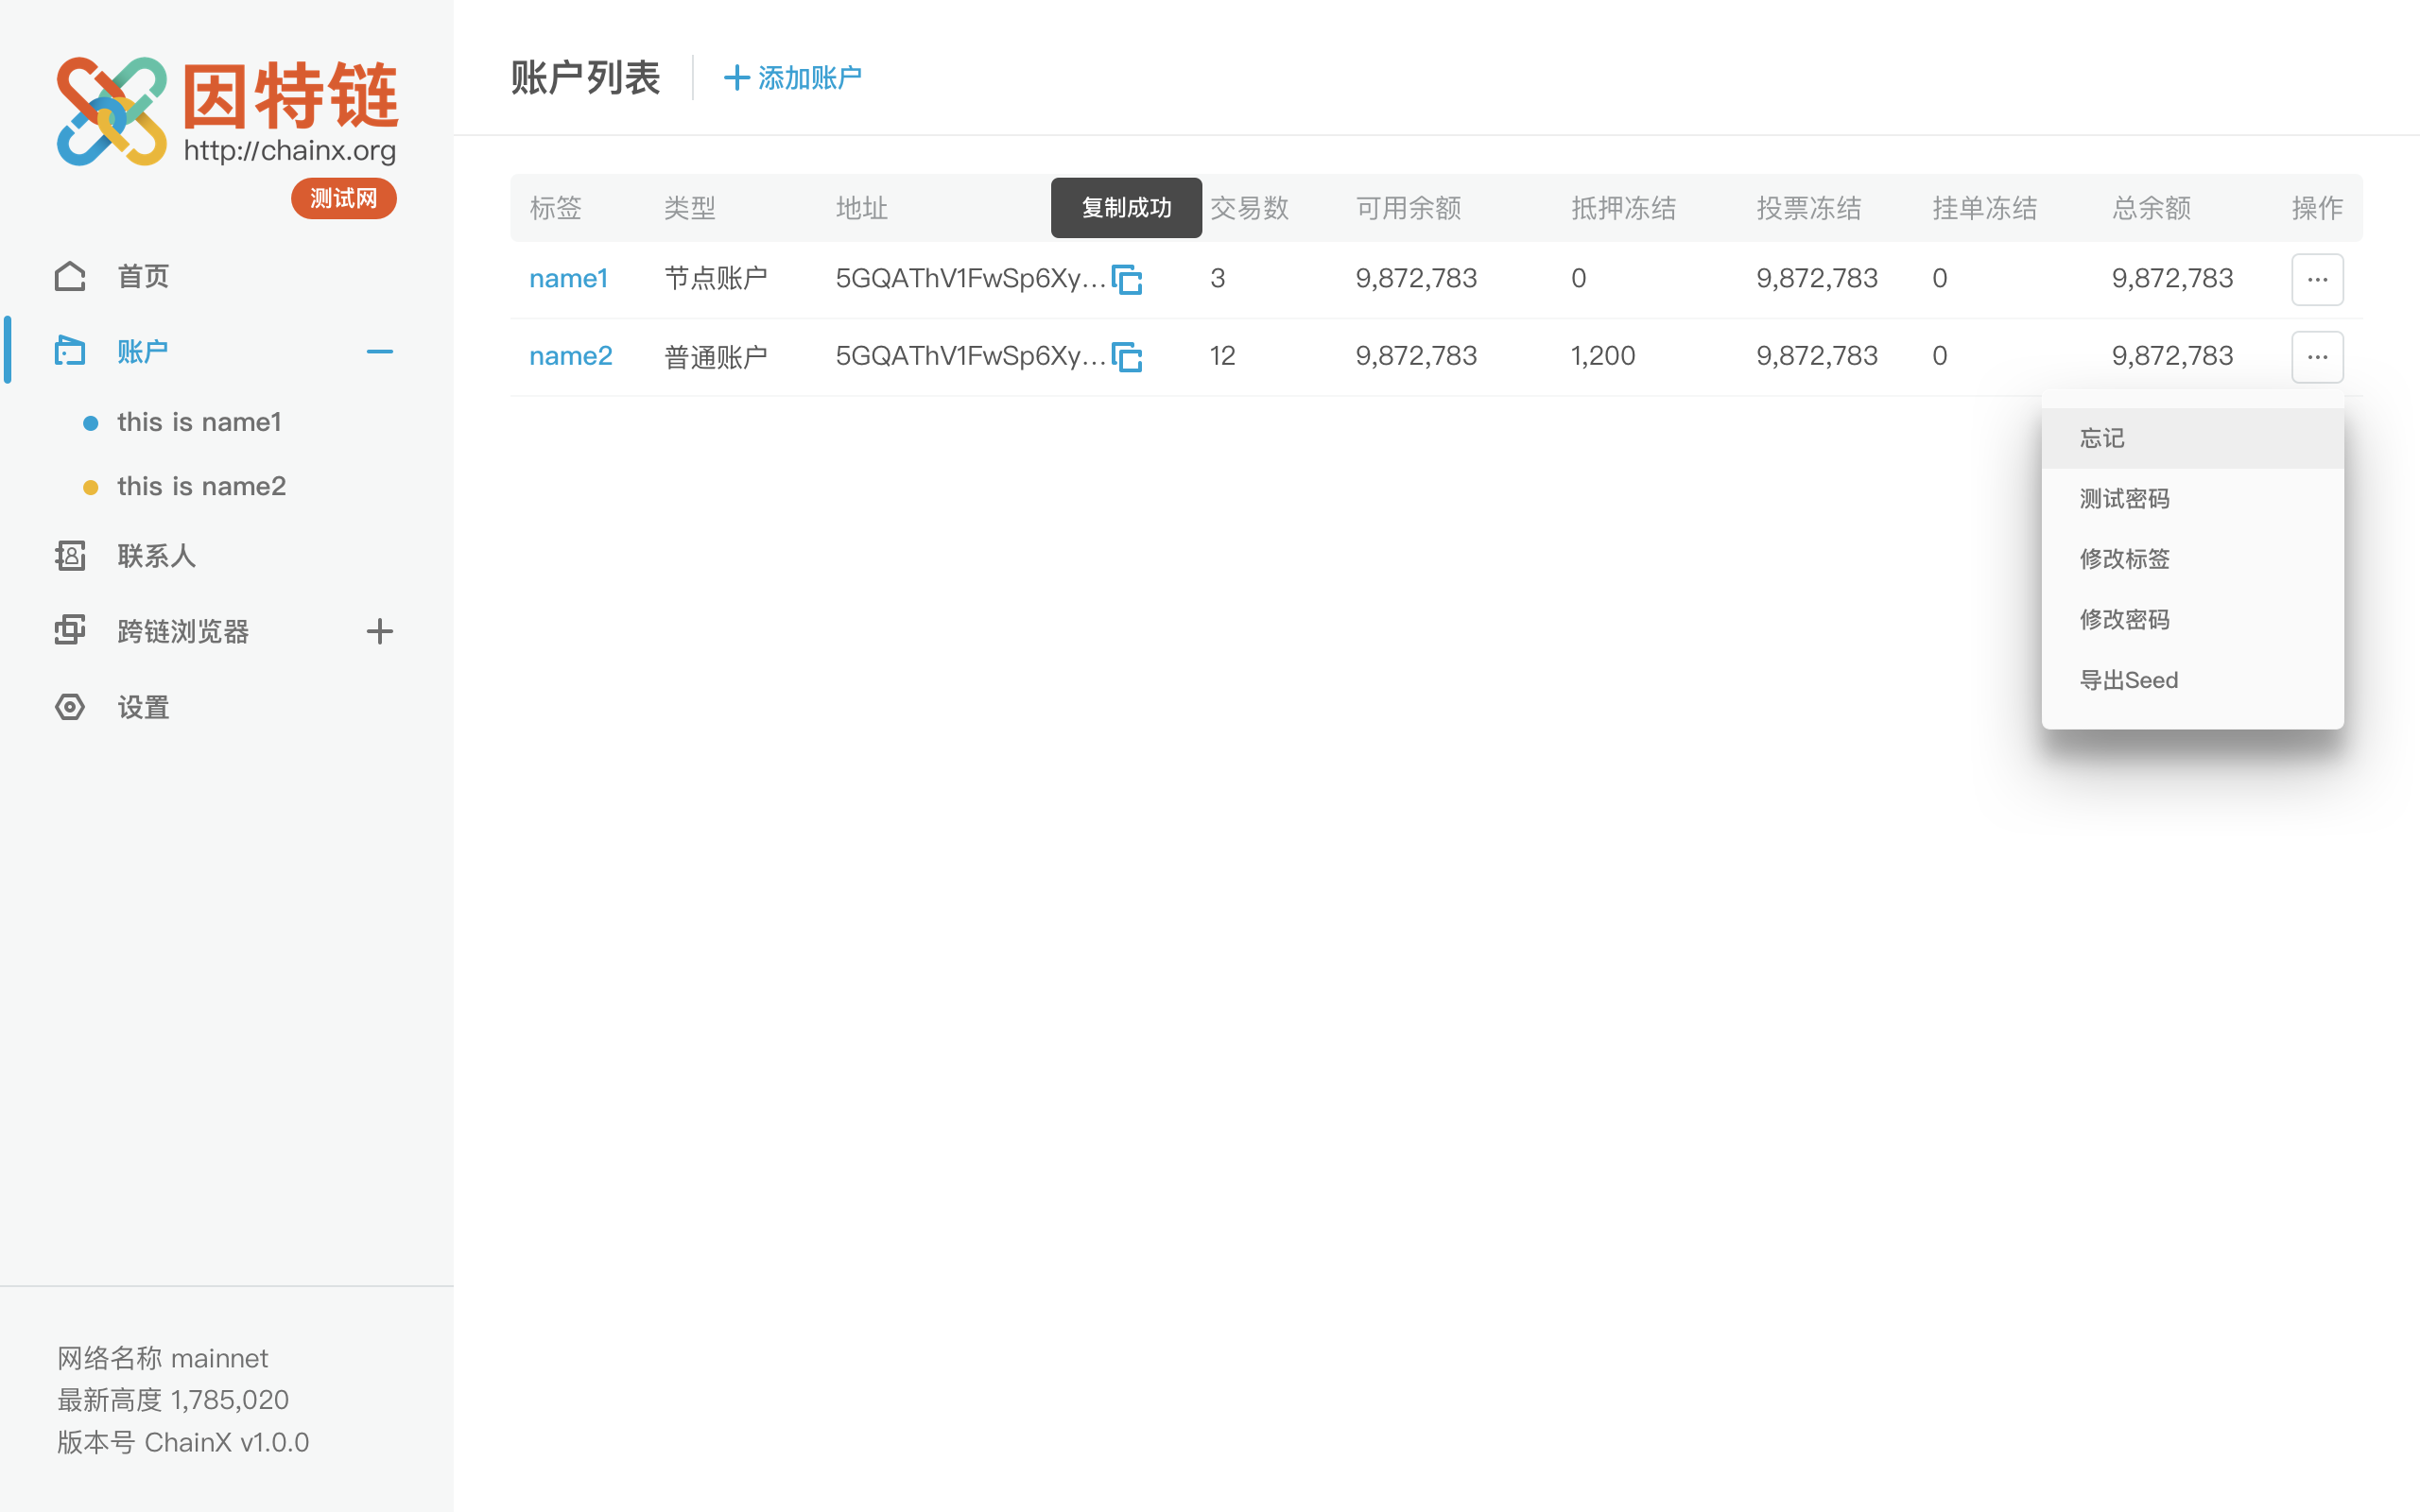 因特链
http://chainx.org
测试网
首页
账户
this is name1
this is name2
联系人
跨链浏览器
设置
网络名称 mainnet
最新高度 1,785,020
版本号 ChainX v1.0.0
账户列表 添加账户
标签 类型 地址 复制成功 交易数 可用余额 抵押冻结 投票冻结 挂单冻结 总余额 操作
name1 节点账户 5GQAThV1FwSp6Xy... 3 9,872,783 0 9,872,783 0 9,872,783 ...
name2 普通账户 5GQAThV1FwSp6Xy... 12 9,872,783 1,200 9,872,783 0 9,872,783 ...
忘记
测试密码
修改标签
修改密码
导出Seed